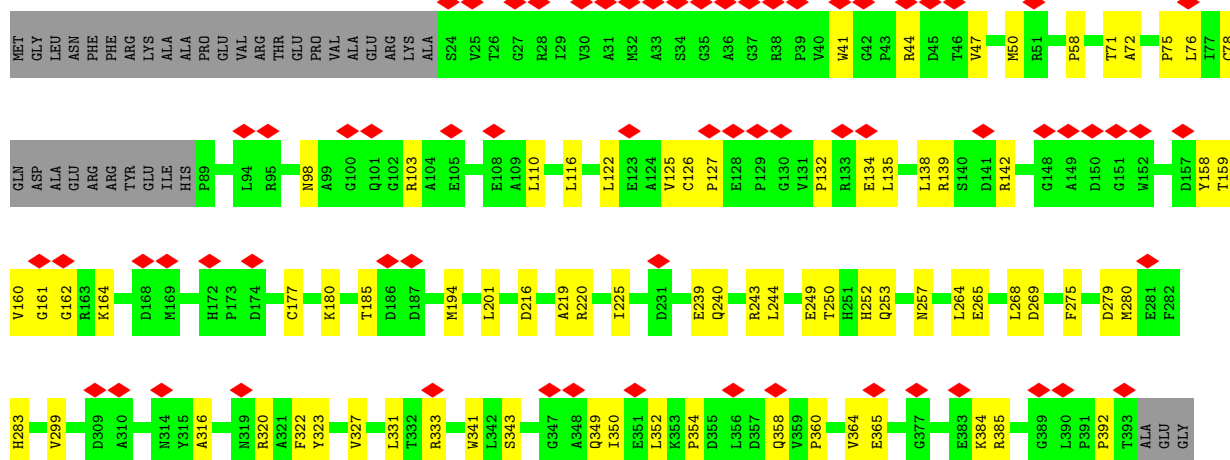 MET GLY LEU ASN PHE PHE ARG LYS ALA ALA PRO GLU VAL ARG THR GLU PRO VAL ALA GLU ARG LYS ALA S24 V25 T26 G27 R28 I29 V30 A31 M32 A33 S34 G35 A36 G37 R38 P39 V40 W41 G42 P43 R44 D45 T46 V47 M50 R51 P58 T71 A72 P75 L76 I77 C78
GLN ASP ALA GLU ARG ARG TYR GLU ILE HIS P89 L94 R95 N98 A99 G100 Q101 G102 R103 A104 E105 E108 A109 L110 L116 L122 E123 A124 V125 C126 P127 E128 P129 G130 V131 P132 R133 E134 L135 L138 R139 S140 D141 R142 G148 A149 D150 G151 W152 D157 Y158 T159
V160 G161 G162 R163 K164 D168 M169 H172 P173 D174 C177 K180 T185 D186 D187 M194 L201 D216 A219 R220 I225 D231 E239 Q240 R243 L244 E249 T250 H251 H252 Q253 N257 L264 E265 L268 D269 F275 D279 M280 E281 F282
H283 V299 D309 A310 N314 Y315 A316 N319 R320 A321 F322 Y323 V327 L331 T332 R333 W341 L342 S343 G347 A348 Q349 I350 E351 L352 K353 P354 D355 L356 D357 Q358 V359 P360 V364 E365 G377 E383 K384 R385 G389 L390 P391 P392 T393 ALA GLU GLY